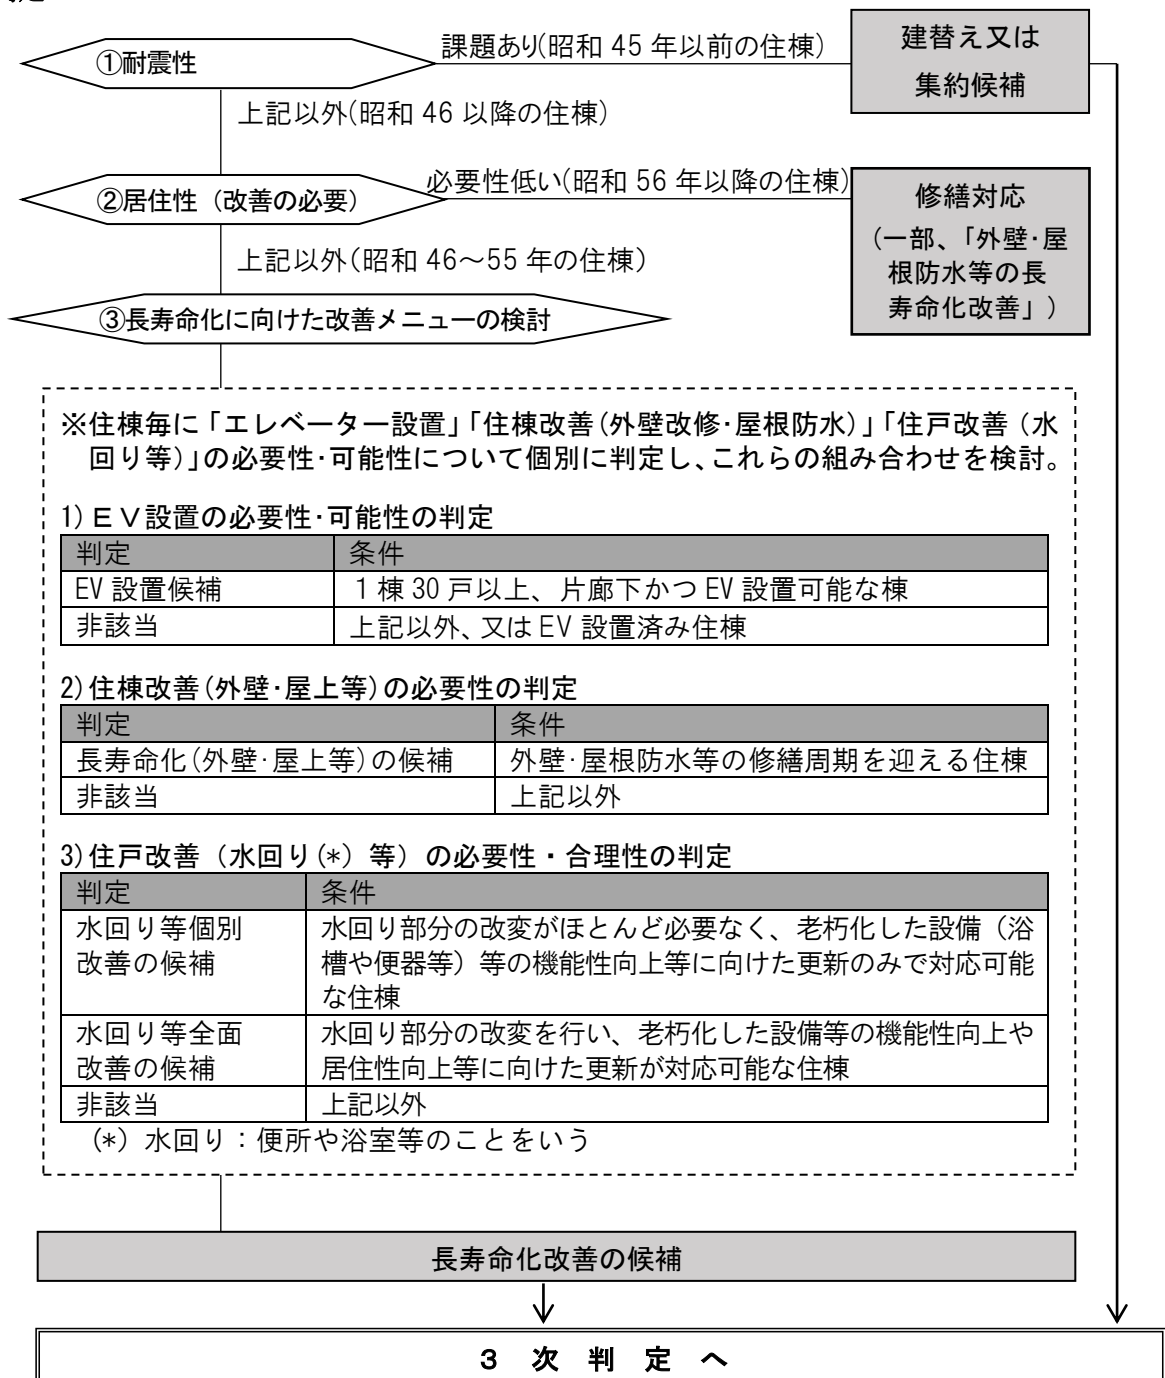 課題あり(昭和 45 年以前の住棟)
①耐震性
建替え又は
集約候補
上記以外(昭和 46 以降の住棟)
必要性低い(昭和 56 年以降の住棟)
②居住性（改善の必要）
修繕対応
(一部、「外壁･屋
根防水等の長
寿命化改善」)
上記以外(昭和 46～55 年の住棟)
③長寿命化に向けた改善メニューの検討
※住棟毎に「エレベーター設置」「住棟改善(外壁改修･屋根防水)」「住戸改善（水
回り等)」の必要性･可能性について個別に判定し、これらの組み合わせを検討。
1)ＥＶ設置の必要性･可能性の判定
判定 条件
EV 設置候補 １棟 30 戸以上、片廊下かつ EV 設置可能な棟
非該当 上記以外、又は EV 設置済み住棟
2)住棟改善(外壁･屋上等)の必要性の判定
判定 条件
長寿命化(外壁･屋上等)の候補 外壁･屋根防水等の修繕周期を迎える住棟
非該当 上記以外
3)住戸改善（水回り(*)等）の必要性・合理性の判定
判定 条件
水回り等個別 水回り部分の改変がほとんど必要なく、老朽化した設備（浴
改善の候補 槽や便器等）等の機能性向上等に向けた更新のみで対応可能
な住棟
水回り等全面 水回り部分の改変を行い、老朽化した設備等の機能性向上や
改善の候補 居住性向上等に向けた更新が対応可能な住棟
非該当 上記以外
(*)水回り：便所や浴室等のことをいう
長寿命化改善の候補
３次判定へ